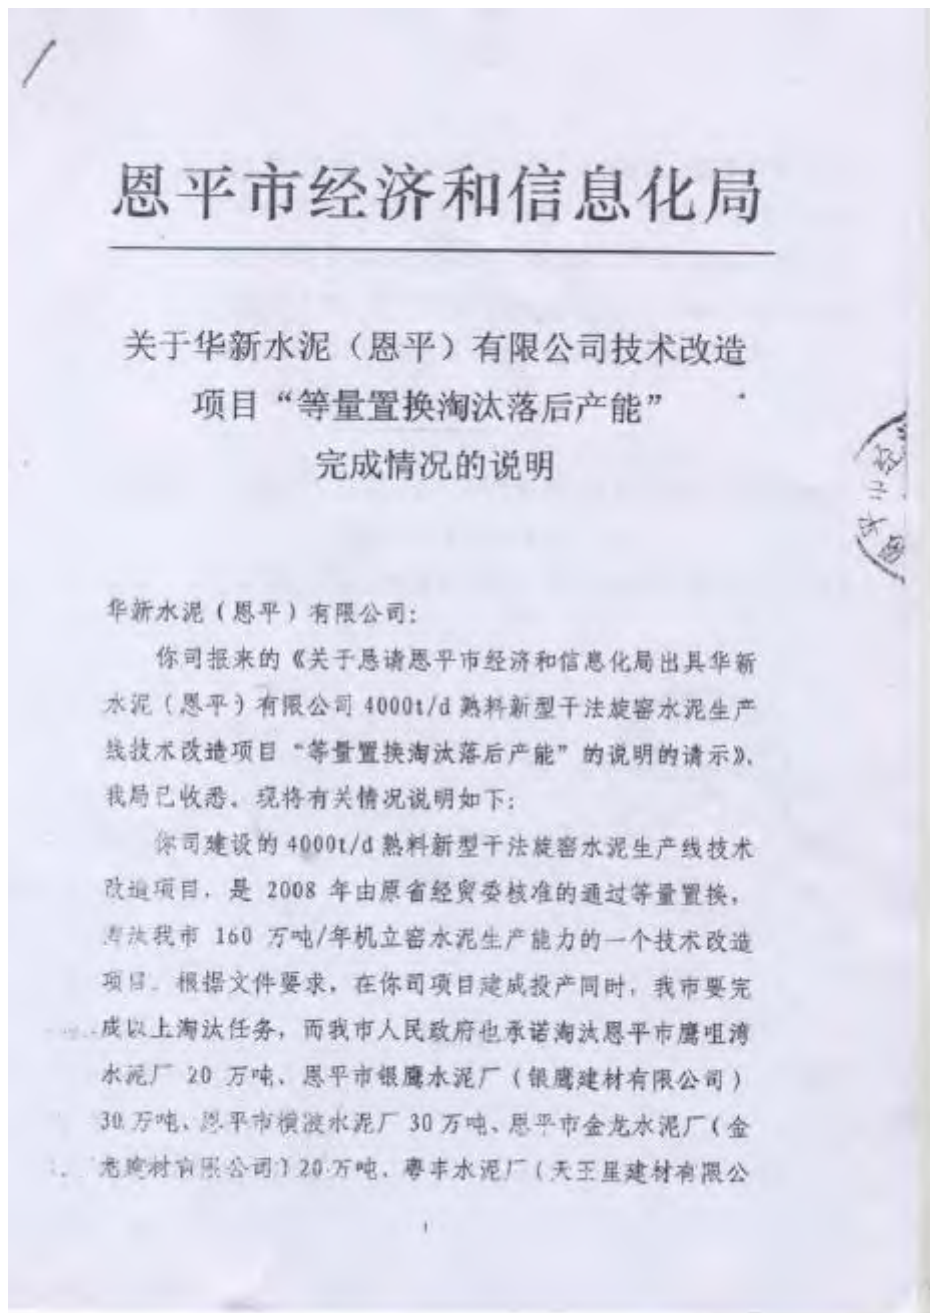 恩平市经济和信息化局
关于华新水泥（恩平）有限公司技术改造
项目“等量置换淘汰落后产能”
完成情况的说明
华新水泥（恩平）有限公司：
你司报来的《关于恳请恩平市经济和信息化局出具华新
水泥（恩平）有限公司4000t/d熟料新型干法旋窑水泥生产
线技术改造项目“等量置换淘汰落后产能”的说明的请示》，
我局已收悉。现将有关情况说明如下：
你司建设的4000t/d熟料新型干法旋窑水泥生产线技术
改造项目，是2008年由原省经贸委核准的通过等量置换，
淘汰我市160万吨/年机立窑水泥生产能力的一个技术改造
项目。根据文件要求，在你司项目建成投产同时，我市要完
成以上淘汰任务，而我市人民政府也承诺淘汰恩平市鹰咀湾
水泥厂20万吨、恩平市银鹰水泥厂（银鹰建材有限公司）
30万吨、恩平市横陂水泥厂30万吨、恩平市金龙水泥厂（金
龙建材有限公司）20万吨、粤丰水泥厂（天王星建材有限公
1